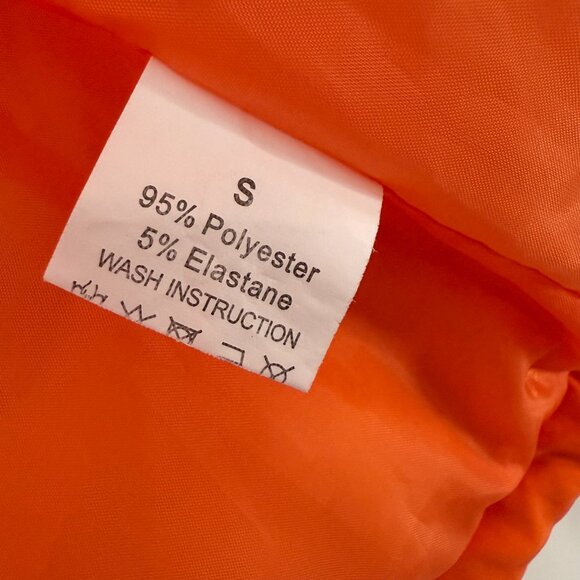 S
95% Polyester
5% Elastane
WASH INSTRUCTION